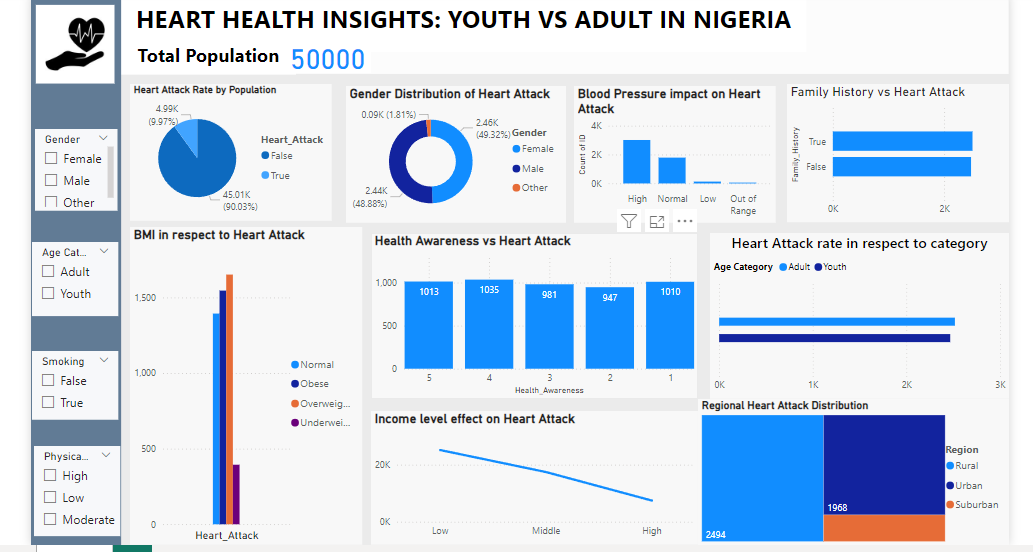 HEART HEALTH INSIGHTS: YOUTH VS ADULT IN NIGERIA
Total Population 50000
Gender
Female
Male
Other
Age Cat...
Adult
Youth
Smoking
False
True
Physica...
High
Low
Moderate
Heart Attack Rate by Population
4.99K
(9.97%)
45.01K
(90.03%)
Heart_Attack
False
True
Gender Distribution of Heart Attack
0.09K (1.81%)
2.46K
(49.32%)
2.44K
(48.88%)
Gender
Female
Male
Other
Blood Pressure impact on Heart
Attack
Count of ID
4K
2K
0K
High Normal Low Out of
Range
Family History vs Heart Attack
Family_History
True
False
0K 2K
BMI in respect to Heart Attack
1,500
1,000
500
0
Heart_Attack
Normal
Obese
Overweig...
Underwei...
Health Awareness vs Heart Attack
1,000
500
0
1013 1035 981 947 1010
5 4 3 2 1
Health_Awareness
Heart Attack rate in respect to category
Age Category Adult Youth
0K 1K 2K 3K
Income level effect on Heart Attack
20K
0K
Low Middle High
Regional Heart Attack Distribution
2494
1968
Region
Rural
Urban
Suburban